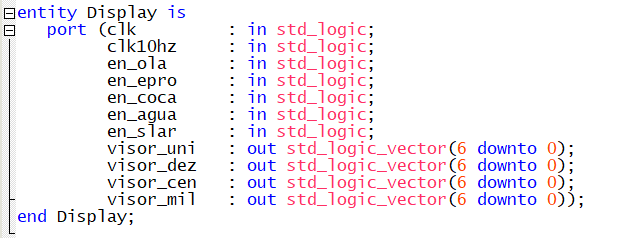 entity Display is
port (clk : in std_logic;
clk10hz : in std_logic;
en_ola : in std_logic;
en_epro : in std_logic;
en_coca : in std_logic;
en_agua : in std_logic;
en_slar : in std_logic;
visor_uni : out std_logic_vector(6 downto 0);
visor_dez : out std_logic_vector(6 downto 0);
visor_cen : out std_logic_vector(6 downto 0);
visor_mil : out std_logic_vector(6 downto 0));
end Display;